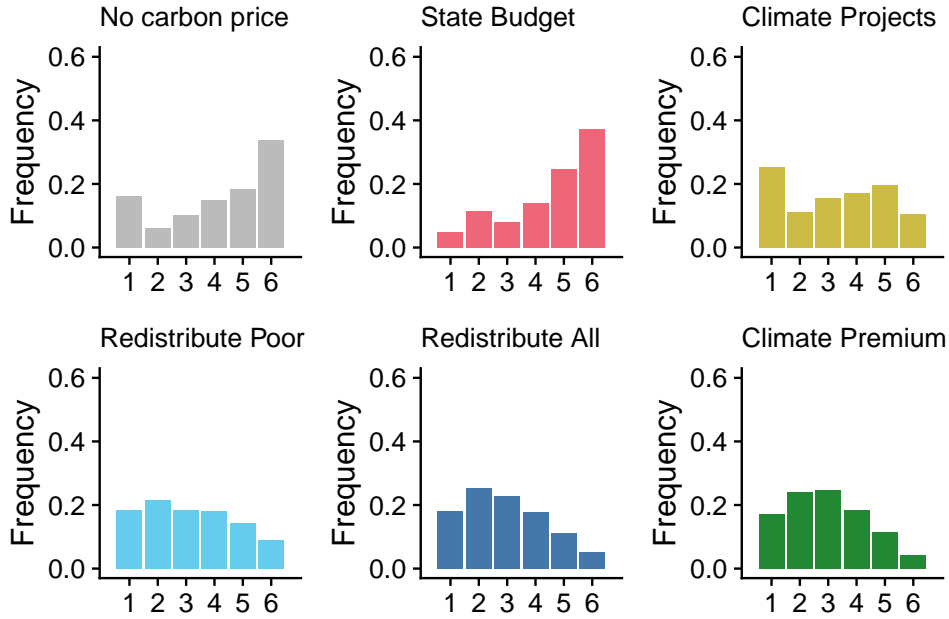 No carbon price
State Budget
Climate Projects
Frequency
0.6
0.4
0.2
0.0
1 2 3 4 5 6
Frequency
0.6
0.4
0.2
0.0
1 2 3 4 5 6
Frequency
0.6
0.4
0.2
0.0
1 2 3 4 5 6
Redistribute Poor
Redistribute All
Climate Premium
Frequency
0.6
0.4
0.2
0.0
1 2 3 4 5 6
Frequency
0.6
0.4
0.2
0.0
1 2 3 4 5 6
Frequency
0.6
0.4
0.2
0.0
1 2 3 4 5 6